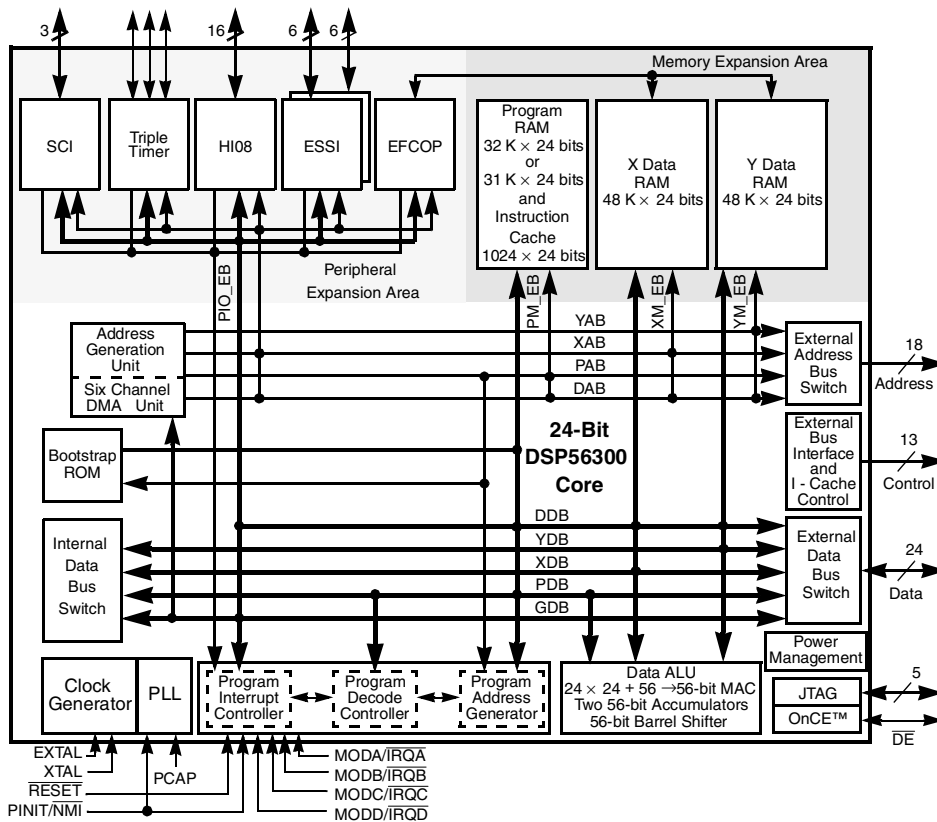 3
16
6
6
Memory Expansion Area
SCI
Triple
Timer
HI08
ESSI
EFCOP
Program
RAM
32 K × 24 bits
or
31 K × 24 bits
and
Instruction
Cache
1024 × 24 bits
X Data
RAM
48 K × 24 bits
Y Data
RAM
48 K × 24 bits
Peripheral
Expansion Area
PIO_EB
PM_EB
XM_EB
YM_EB
Address
Generation
Unit
Six Channel
DMA Unit
YAB
XAB
PAB
DAB
External
Address
Bus
Switch
18
Address
Bootstrap
ROM
24-Bit
DSP56300
Core
External
Bus
Interface
and
I - Cache
Control
13
Control
Internal
Data
Bus
Switch
DDB
YDB
XDB
PDB
GDB
External
Data
Bus
Switch
24
Data
Power
Management
Clock
Generator
PLL
Program
Interrupt
Controller
Program
Decode
Controller
Program
Address
Generator
Data ALU
24 × 24 + 56 →56-bit MAC
Two 56-bit Accumulators
56-bit Barrel Shifter
JTAG
OnCE™
5
DE
EXTAL
XTAL
RESET
PINIT/NMI
PCAP
MODA/IRQA
MODB/IRQB
MODC/IRQC
MODD/IRQD